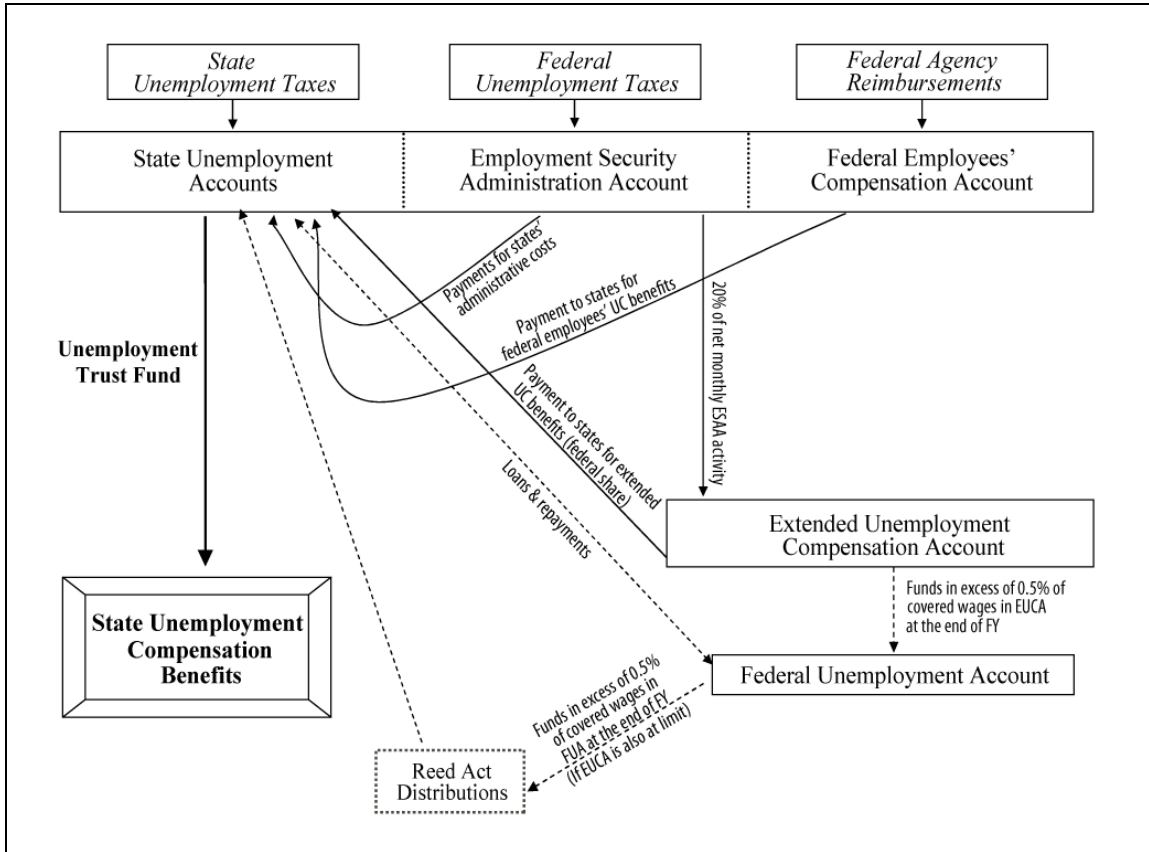 State
Unemployment Taxes
Federal
Unemployment Taxes
Federal Agency
Reimbursements
State Unemployment
Accounts
Employment Security
Administration Account
Federal Employees’
Compensation Account
Payments for states’
administrative costs
Payment to states for
federal employees’ UC benefits
20% of net monthly ESAA activity
Unemployment
Trust Fund
Payment to states for extended
UC benefits (federal share)
Loans & repayments
Extended Unemployment
Compensation Account
Funds in excess of 0.5% of
covered wages in EUCA
at the end of FY
State Unemployment
Compensation
Benefits
Federal Unemployment Account
Funds in excess of 0.5%
of covered wages in
FUA at the end of FY
(If EUCA is also at limit)
Reed Act
Distributions